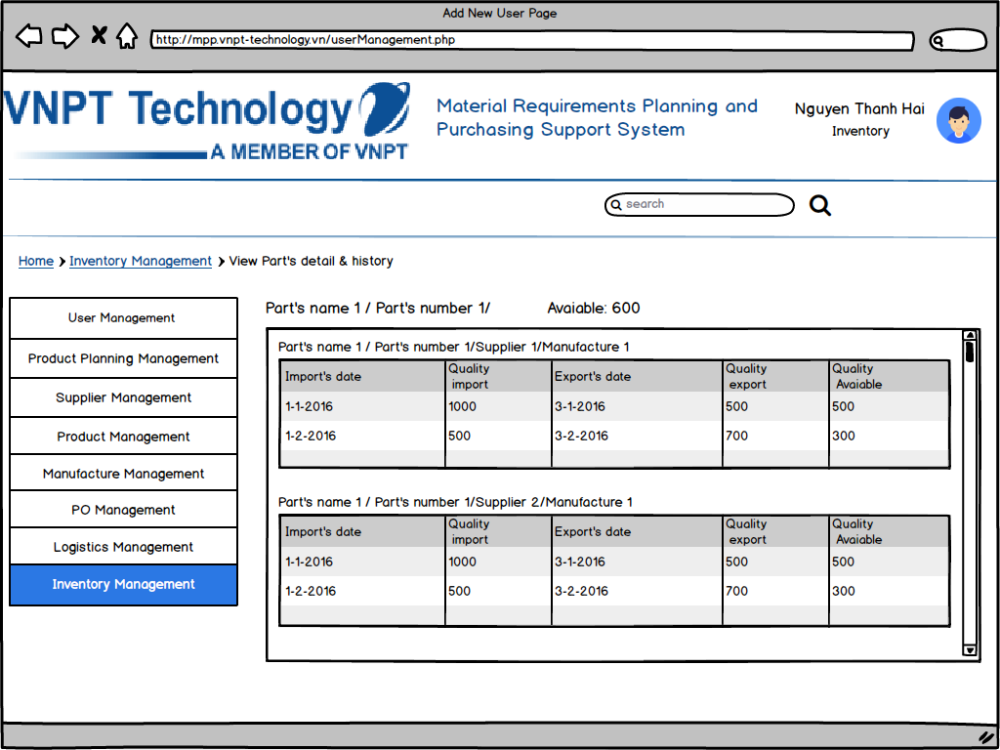 Add New User Page
http://mpp.vnpt-technology.vn/userManagement.php
VNPT Technology
A MEMBER OF VNPT
Material Requirements Planning and
Purchasing Support System
Nguyen Thanh Hai
Inventory
search
Home > Inventory Management > View Part's detail & history
User Management
Product Planning Management
Supplier Management
Product Management
Manufacture Management
PO Management
Logistics Management
Inventory Management
Part's name 1 / Part's number 1/ Avaiable: 600
Part's name 1 / Part's number 1/Supplier 1/Manufacture 1
Import's date Quality import Export's date Quality export Quality Avaiable
1-1-2016 1000 3-1-2016 500 500
1-2-2016 500 3-2-2016 700 300
Part's name 1 / Part's number 1/Supplier 2/Manufacture 1
Import's date Quality import Export's date Quality export Quality Avaiable
1-1-2016 1000 3-1-2016 500 500
1-2-2016 500 3-2-2016 700 300